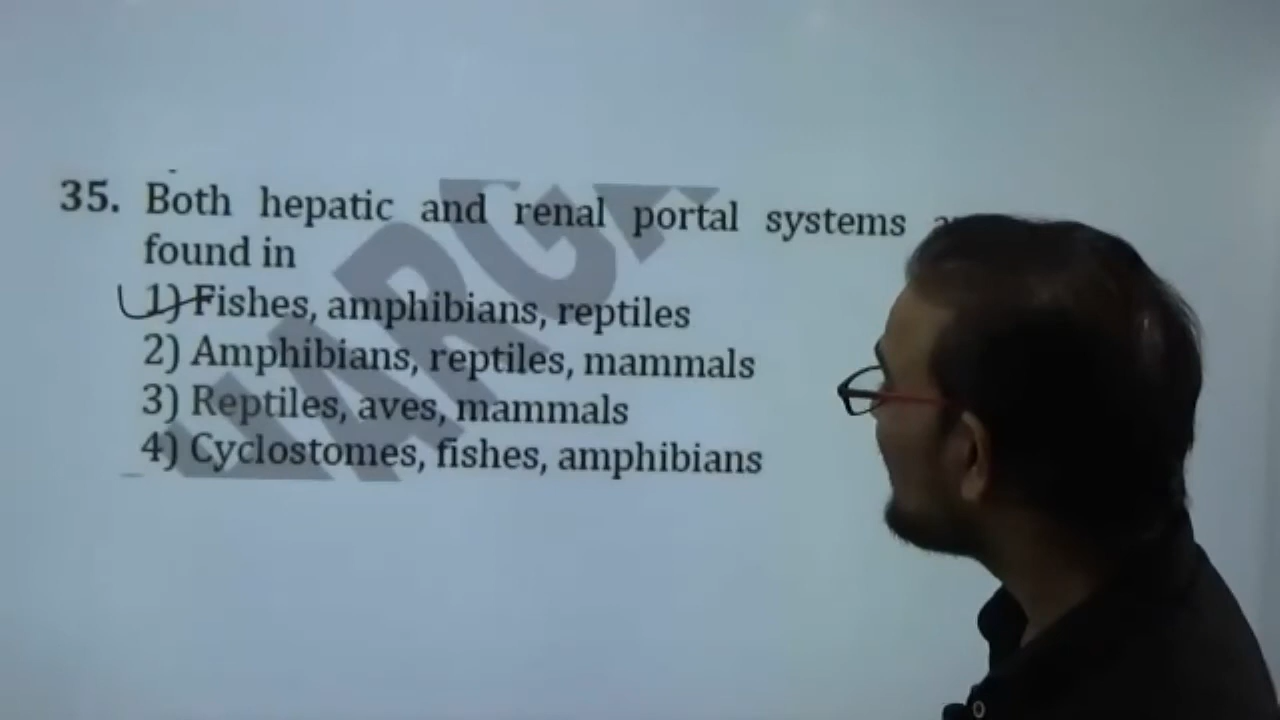 35. Both hepatic and renal portal systems
found in
1) Fishes, amphibians, reptiles
2) Amphibians, reptiles, mammals
3) Reptiles, aves, mammals
4) Cyclostomes, fishes, amphibians